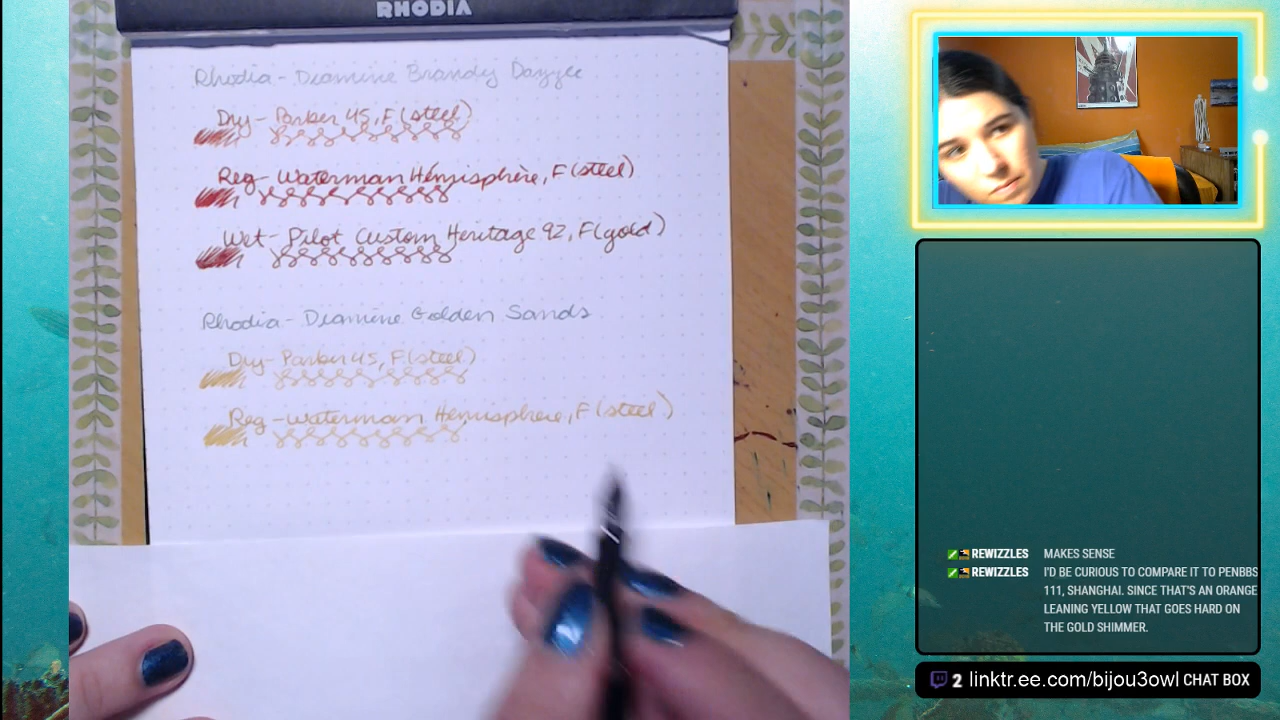 RHODIA
Rhodia - Diamine Brandy Dazzle
Dry - Parker 45, F (steel)
Reg - Waterman Hémisphère, F (steel)
Wet - Pilot Custom Heritage 92, F (gold)
Rhodia - Diamine Golden Sands
Dry - Parker 45, F (steel)
Reg - Waterman Hémisphère, F (steel)
REWIZZLES MAKES SENSE
REWIZZLES I'D BE CURIOUS TO COMPARE IT TO PENBBS
111, SHANGHAI. SINCE THAT'S AN ORANGE
LEANING YELLOW THAT GOES HARD ON
THE GOLD SHIMMER.
2 linktr.ee.com/bijou3owl CHAT BOX